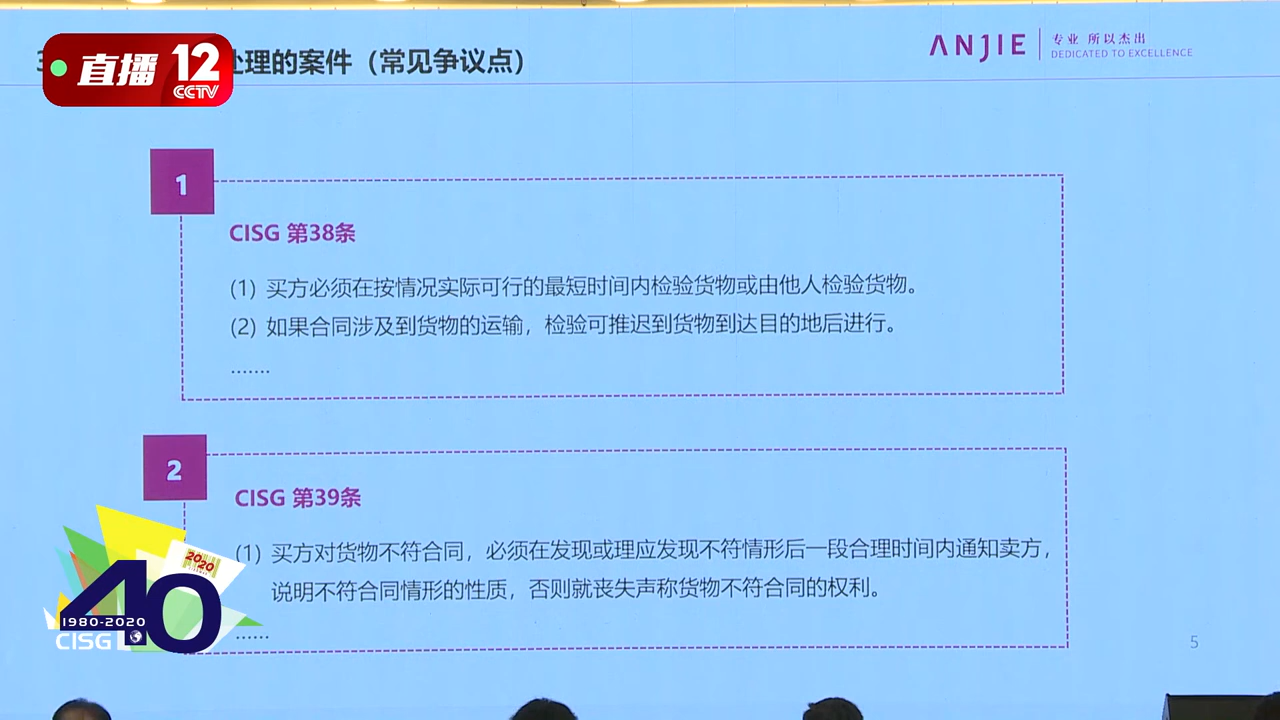 直播 12
CCTV
处理的案件（常见争议点）
ANJIE 专业 所以杰出
DEDICATED TO EXCELLENCE
1
CISG 第38条
(1) 买方必须在按情况实际可行的最短时间内检验货物或由他人检验货物。
(2) 如果合同涉及到货物的运输，检验可推迟到货物到达目的地后进行。
.......
2
CISG 第39条
(1) 买方对货物不符合同，必须在发现或理应发现不符情形后一段合理时间内通知卖方，
说明不符合同情形的性质，否则就丧失声称货物不符合同的权利。
......
2020
40
1980-2020
CISG
5